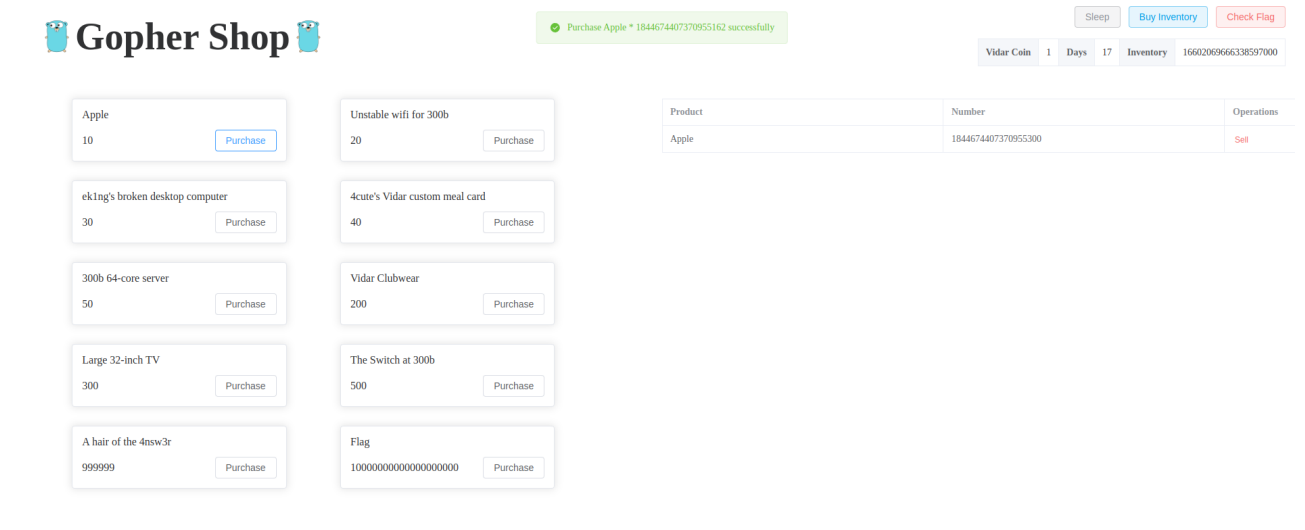 Gopher Shop
Purchase Apple * 1844674407370955162 successfully
Sleep
Buy Inventory
Check Flag
Vidar Coin 1 Days 17 Inventory 16602069666338597000
Apple
10 Purchase
Unstable wifi for 300b
20 Purchase
ek1ng's broken desktop computer
30 Purchase
4cute's Vidar custom meal card
40 Purchase
300b 64-core server
50 Purchase
Vidar Clubwear
200 Purchase
Large 32-inch TV
300 Purchase
The Switch at 300b
500 Purchase
A hair of the 4nsw3r
999999 Purchase
Flag
10000000000000000000 Purchase
Product Number Operations
Apple 1844674407370955300 Sell